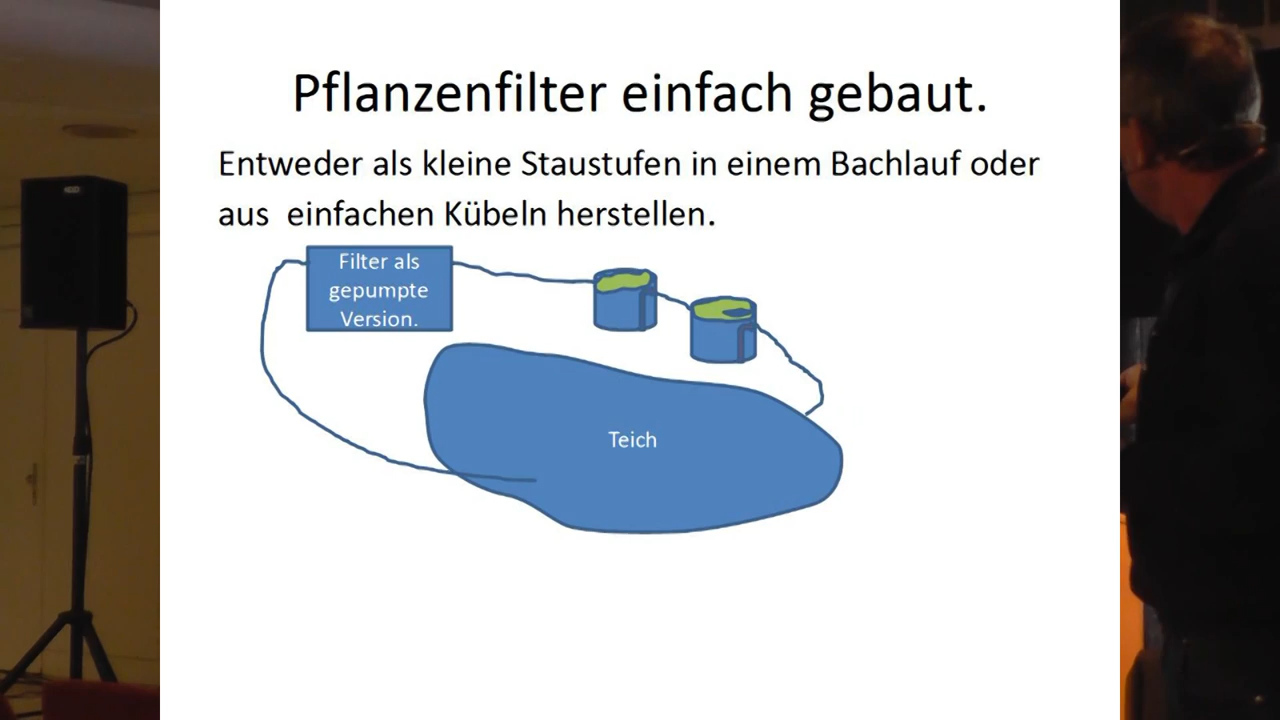 Pflanzenfilter einfach gebaut.
Entweder als kleine Staustufen in einem Bachlauf oder
aus einfachen Kübeln herstellen.
Filter als
gepumpte
Version.
Teich